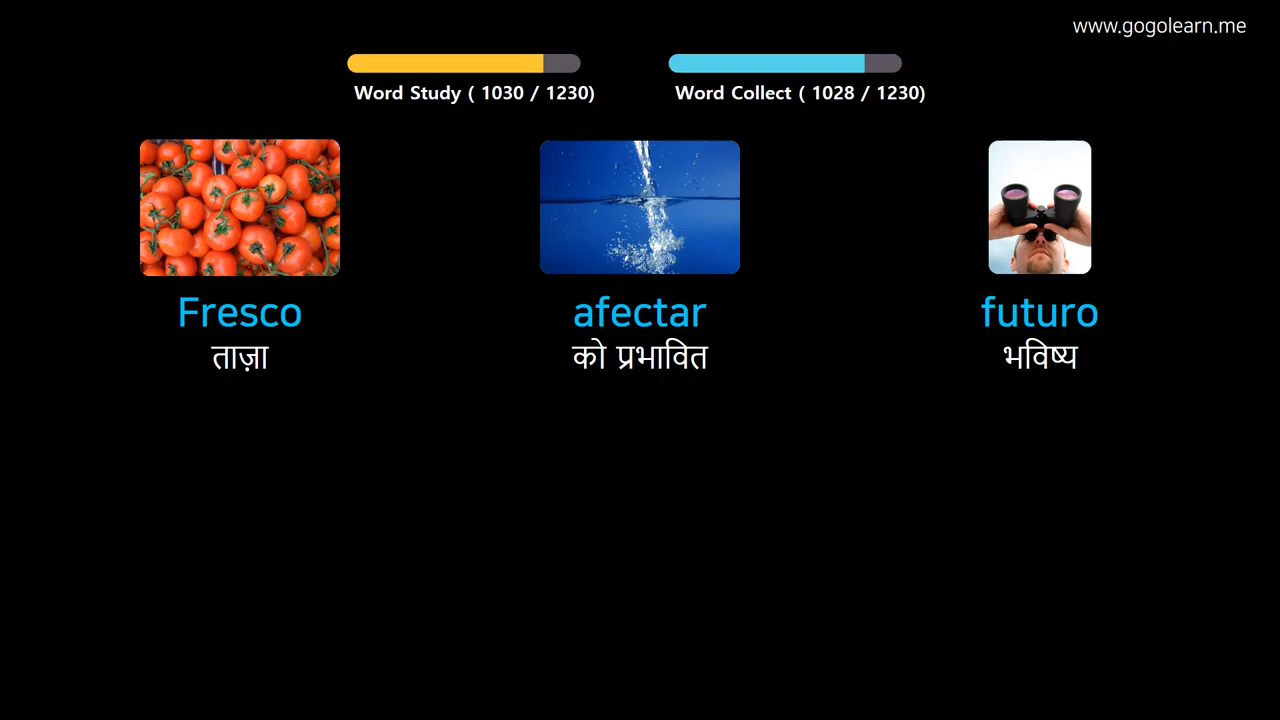 www.gogolearn.me
Word Study ( 1030 / 1230)
Word Collect ( 1028 / 1230)
Fresco
ताज़ा
afectar
को प्रभावित
futuro
भविष्य